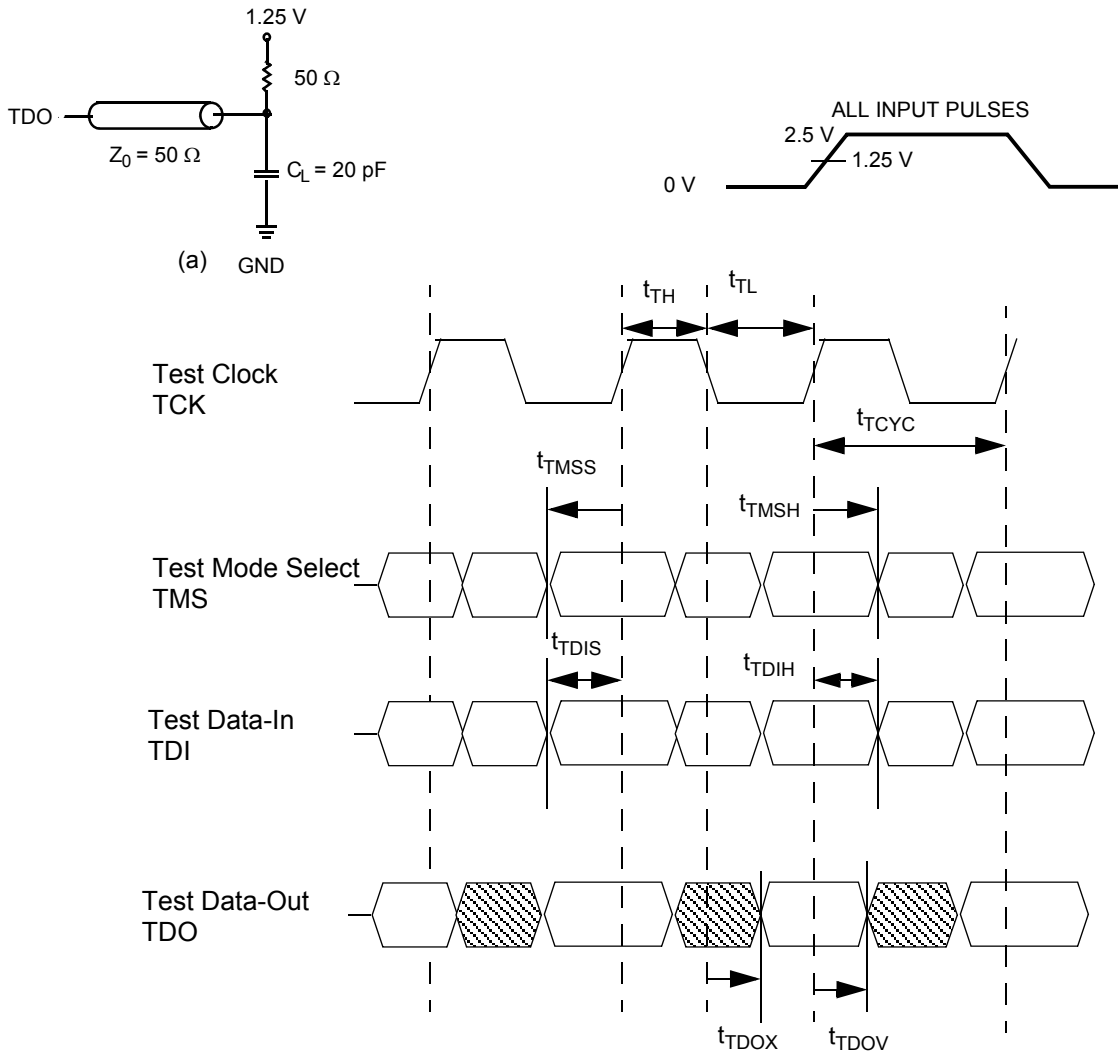 1.25 V
50 Ω
TDO
Z0 = 50 Ω
CL = 20 pF
(a)
GND
ALL INPUT PULSES
2.5 V
1.25 V
0 V
tTH
tTL
Test Clock
TCK
tTCYC
tTMSS
tTMSH
Test Mode Select
TMS
tTDIS
tTDIH
Test Data-In
TDI
Test Data-Out
TDO
tTDOX
tTDOV